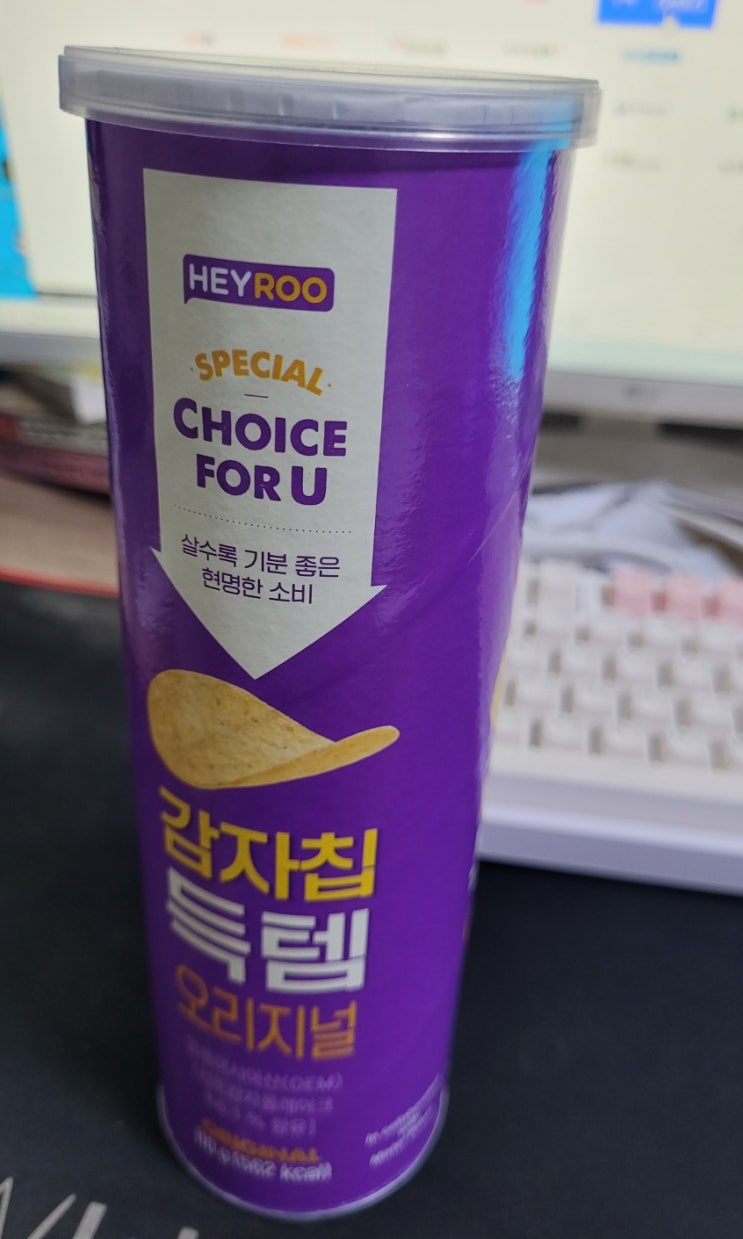 HEYROO
SPECIAL
CHOICE
FOR U
살수록 기분 좋은
현명한 소비
감자칩
득템
오리지널
ORIGINAL